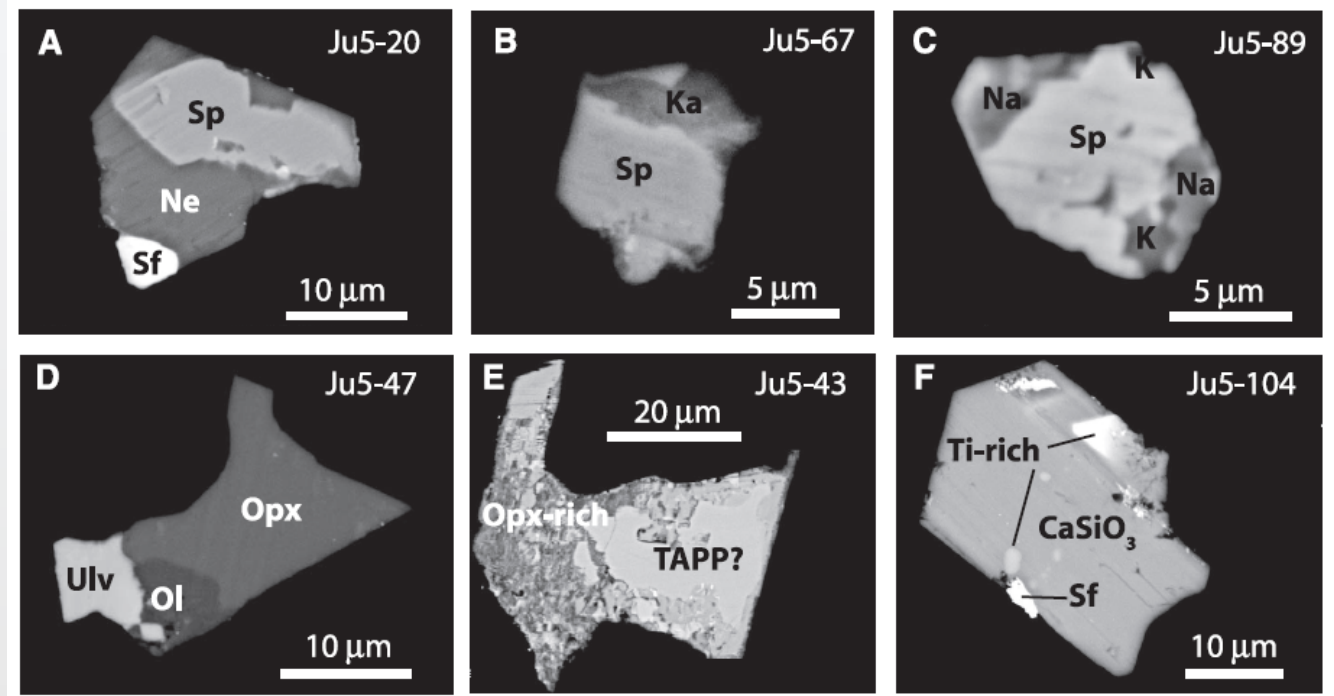 A
Ju5-20
Sp
Ne
Sf
10 μm
B
Ju5-67
Ka
Sp
5 μm
C
Ju5-89
K
Na
Sp
Na
K
5 μm
D
Ju5-47
Opx
Ulv
Ol
10 μm
E
Ju5-43
20 μm
Opx-rich
TAPP?
F
Ju5-104
Ti-rich
CaSiO₃
Sf
10 μm